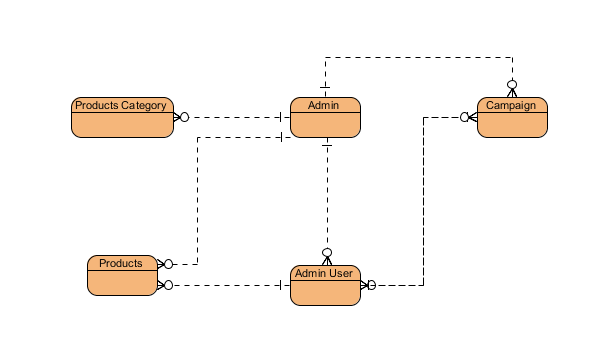 Products Category
Admin
Campaign
Products
Admin User